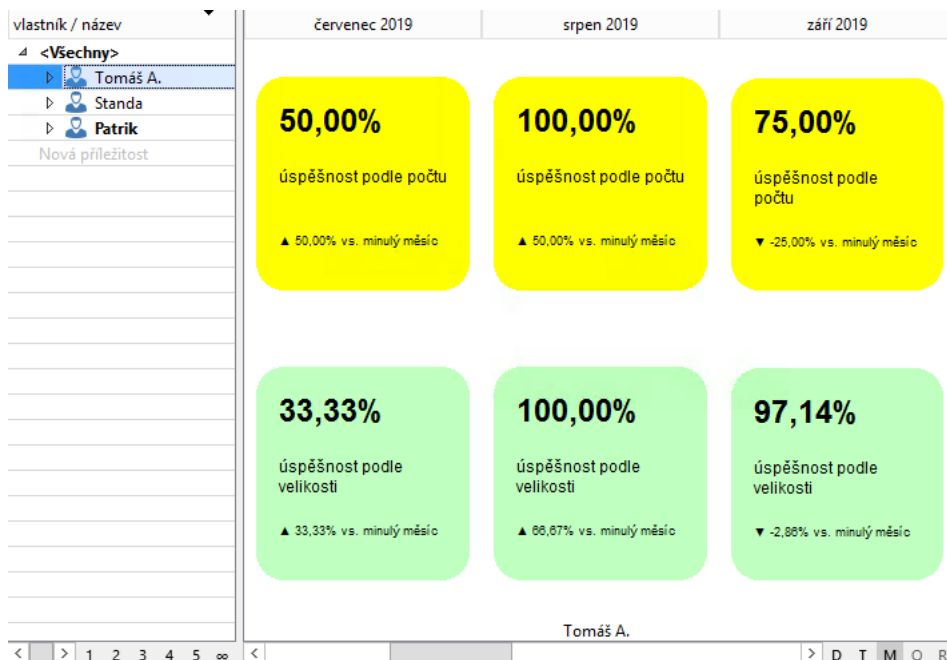 vlastník / název
červenec 2019
srpen 2019
září 2019
<Všechny>
Tomáš A.
Standa
Patrik
Nová příležitost
50,00%
úspěšnost podle počtu
▲ 50,00% vs. minulý měsíc
100,00%
úspěšnost podle počtu
▲ 50,00% vs. minulý měsíc
75,00%
úspěšnost podle
počtu
▼ -25,00% vs. minulý měsíc
33,33%
úspěšnost podle
velikosti
▲ 33,33% vs. minulý měsíc
100,00%
úspěšnost podle
velikosti
▲ 66,67% vs. minulý měsíc
97,14%
úspěšnost podle
velikosti
▼ -2,86% vs. minulý měsíc
Tomáš A.
1 2 3 4 5 ∞
D T M Q R